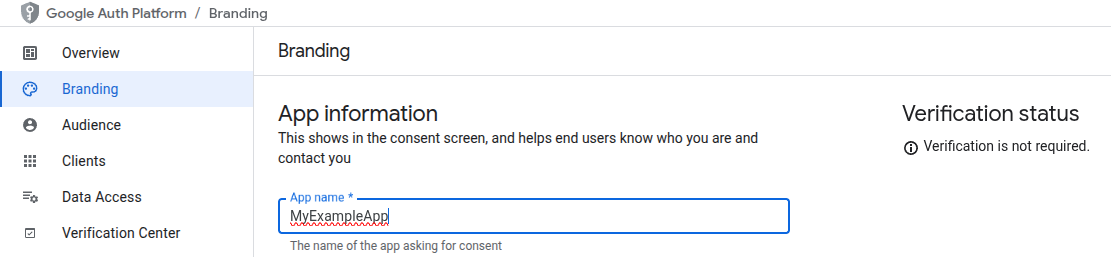 Google Auth Platform / Branding
Overview
Branding
Audience
Clients
Data Access
Verification Center
Branding
App information
This shows in the consent screen, and helps end users know who you are and
contact you
App name *
MyExampleApp
The name of the app asking for consent
Verification status
Verification is not required.